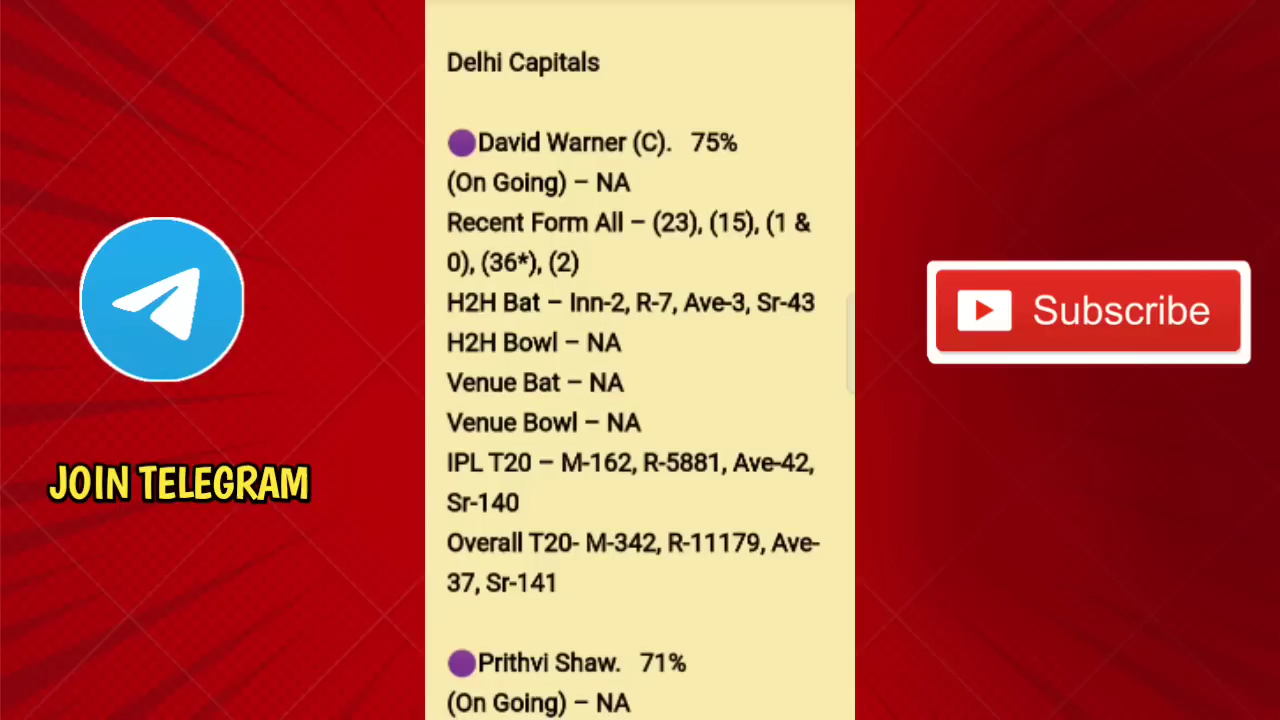 Delhi Capitals
🟣David Warner (C). 75%
(On Going) – NA
Recent Form All – (23), (15), (1 &
0), (36*), (2)
H2H Bat – Inn-2, R-7, Ave-3, Sr-43
H2H Bowl – NA
Venue Bat – NA
Venue Bowl – NA
IPL T20 – M-162, R-5881, Ave-42,
Sr-140
Overall T20- M-342, R-11179, Ave-
37, Sr-141
🟣Prithvi Shaw. 71%
(On Going) – NA
JOIN TELEGRAM
Subscribe